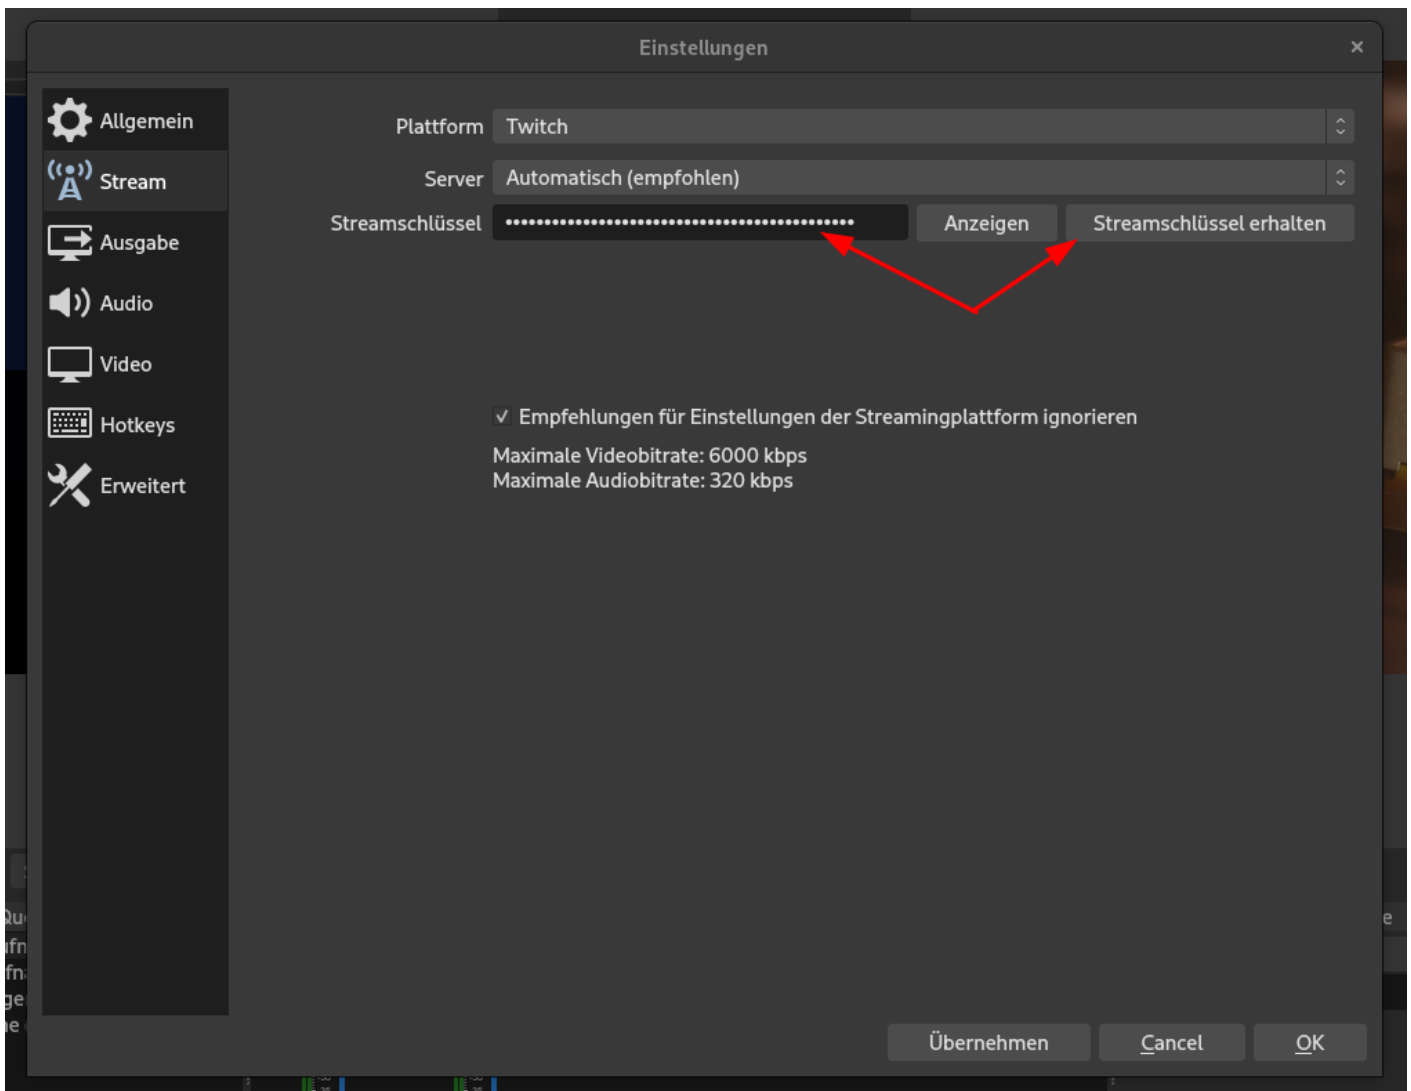 Einstellungen ×
Allgemein
Stream
Ausgabe
Audio
Video
Hotkeys
Erweitert
Plattform Twitch
Server Automatisch (empfohlen)
Streamschlüssel •••••••••••••••••••••••••••••••••••••••••••• Anzeigen Streamschlüssel erhalten
✓ Empfehlungen für Einstellungen der Streamingplattform ignorieren
Maximale Videobitrate: 6000 kbps
Maximale Audiobitrate: 320 kbps
Übernehmen Cancel OK